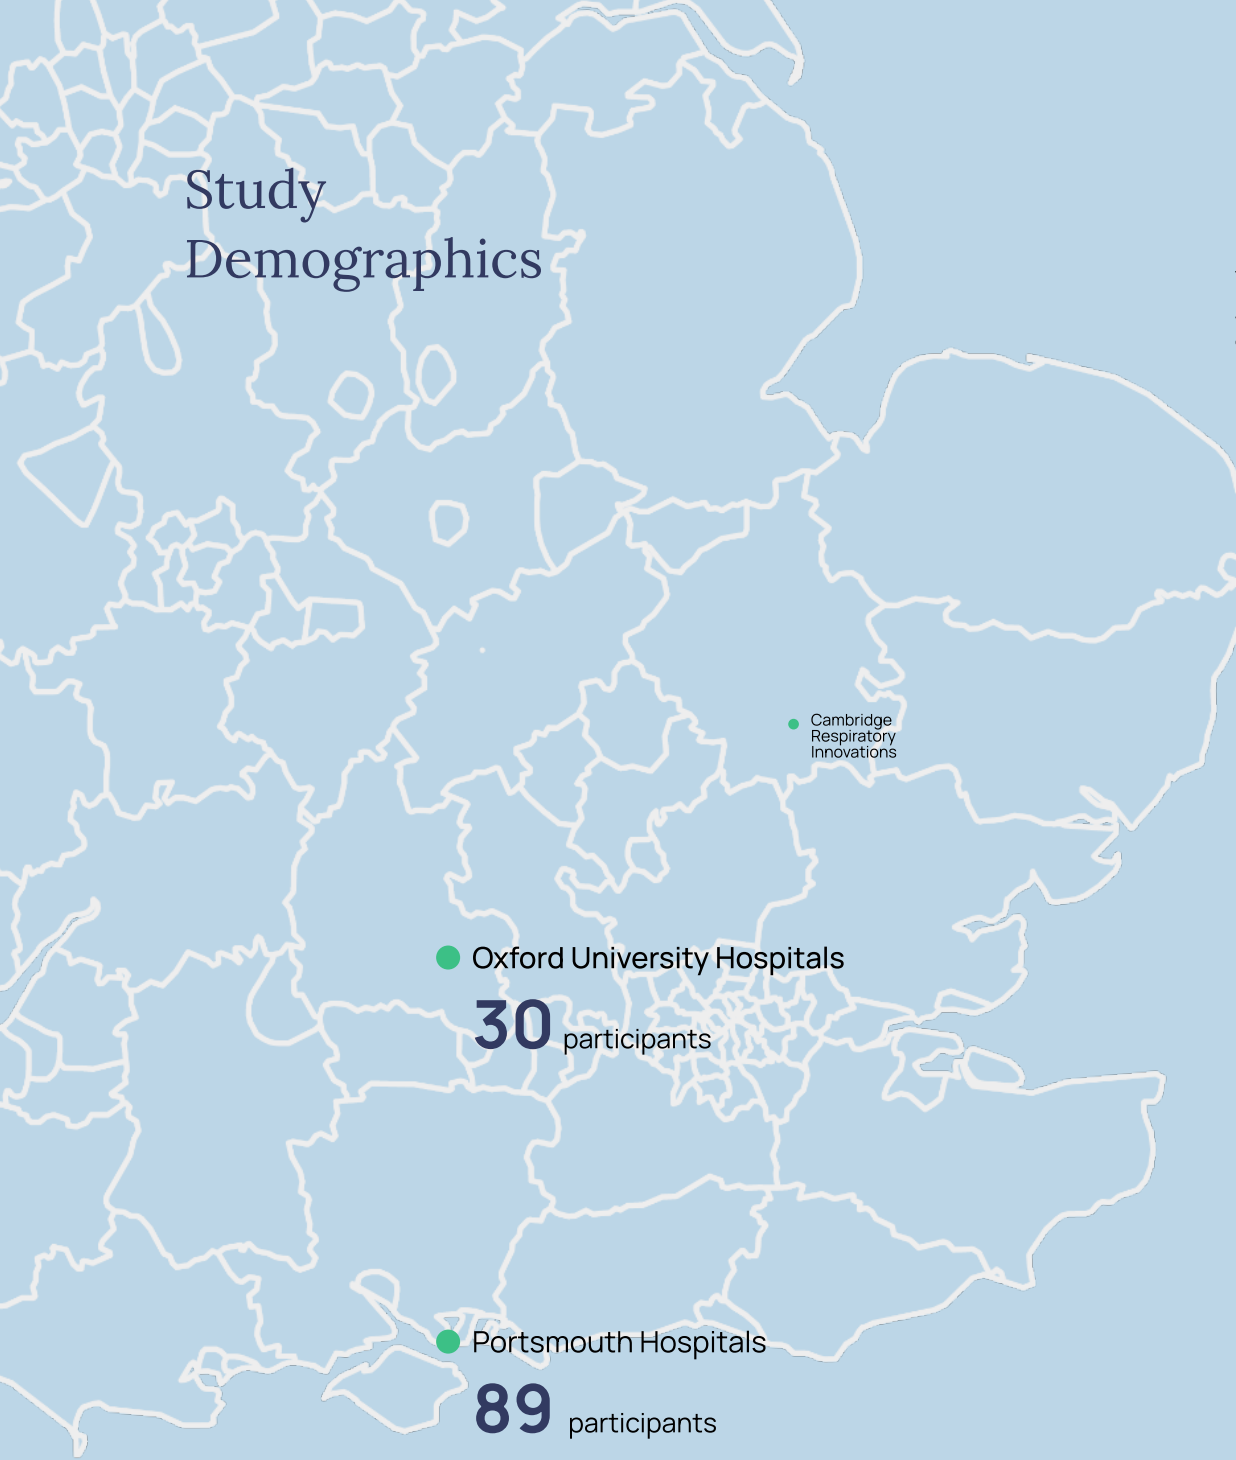 Study
Demographics
Cambridge
Respiratory
Innovations
Oxford University Hospitals
30 participants
Portsmouth Hospitals
89 participants